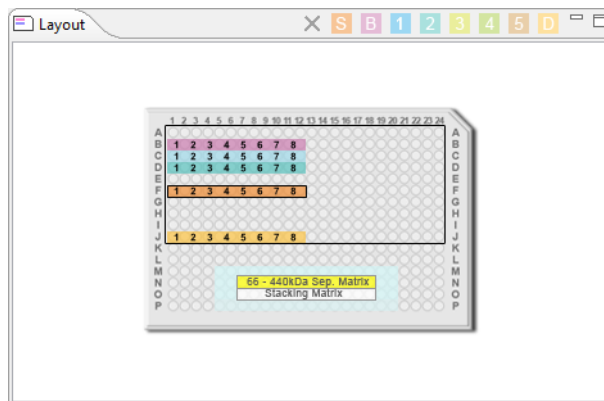 Layout
S B 1 2 3 4 5 D
1 2 3 4 5 6 7 8 9 10 11 12 13 14 15 16 17 18 19 20 21 22 23 24
A A
B 1 2 3 4 5 6 7 8 B
C 1 2 3 4 5 6 7 8 C
D 1 2 3 4 5 6 7 8 D
E E
F 1 2 3 4 5 6 7 8 F
G G
H H
I I
J 1 2 3 4 5 6 7 8 J
K K
L L
M M
N 66 - 440kDa Sep. Matrix N
O Stacking Matrix O
P P